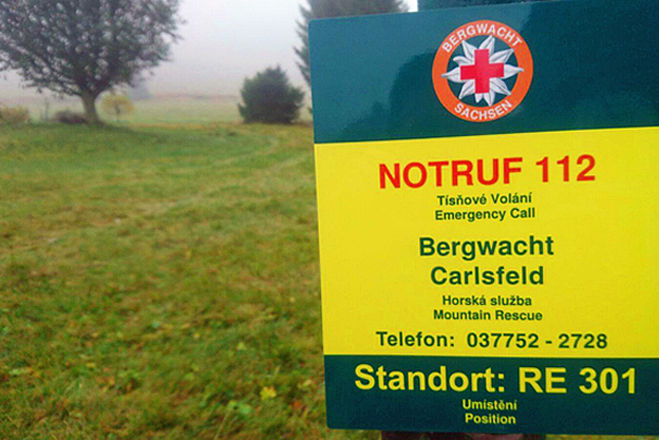 BERGWACHT
SACHSEN
NOTRUF 112
Tísňové Volání
Emergency Call
Bergwacht
Carlsfeld
Horská služba
Mountain Rescue
Telefon: 037752 - 2728
Standort: RE 301
Umístění
Position